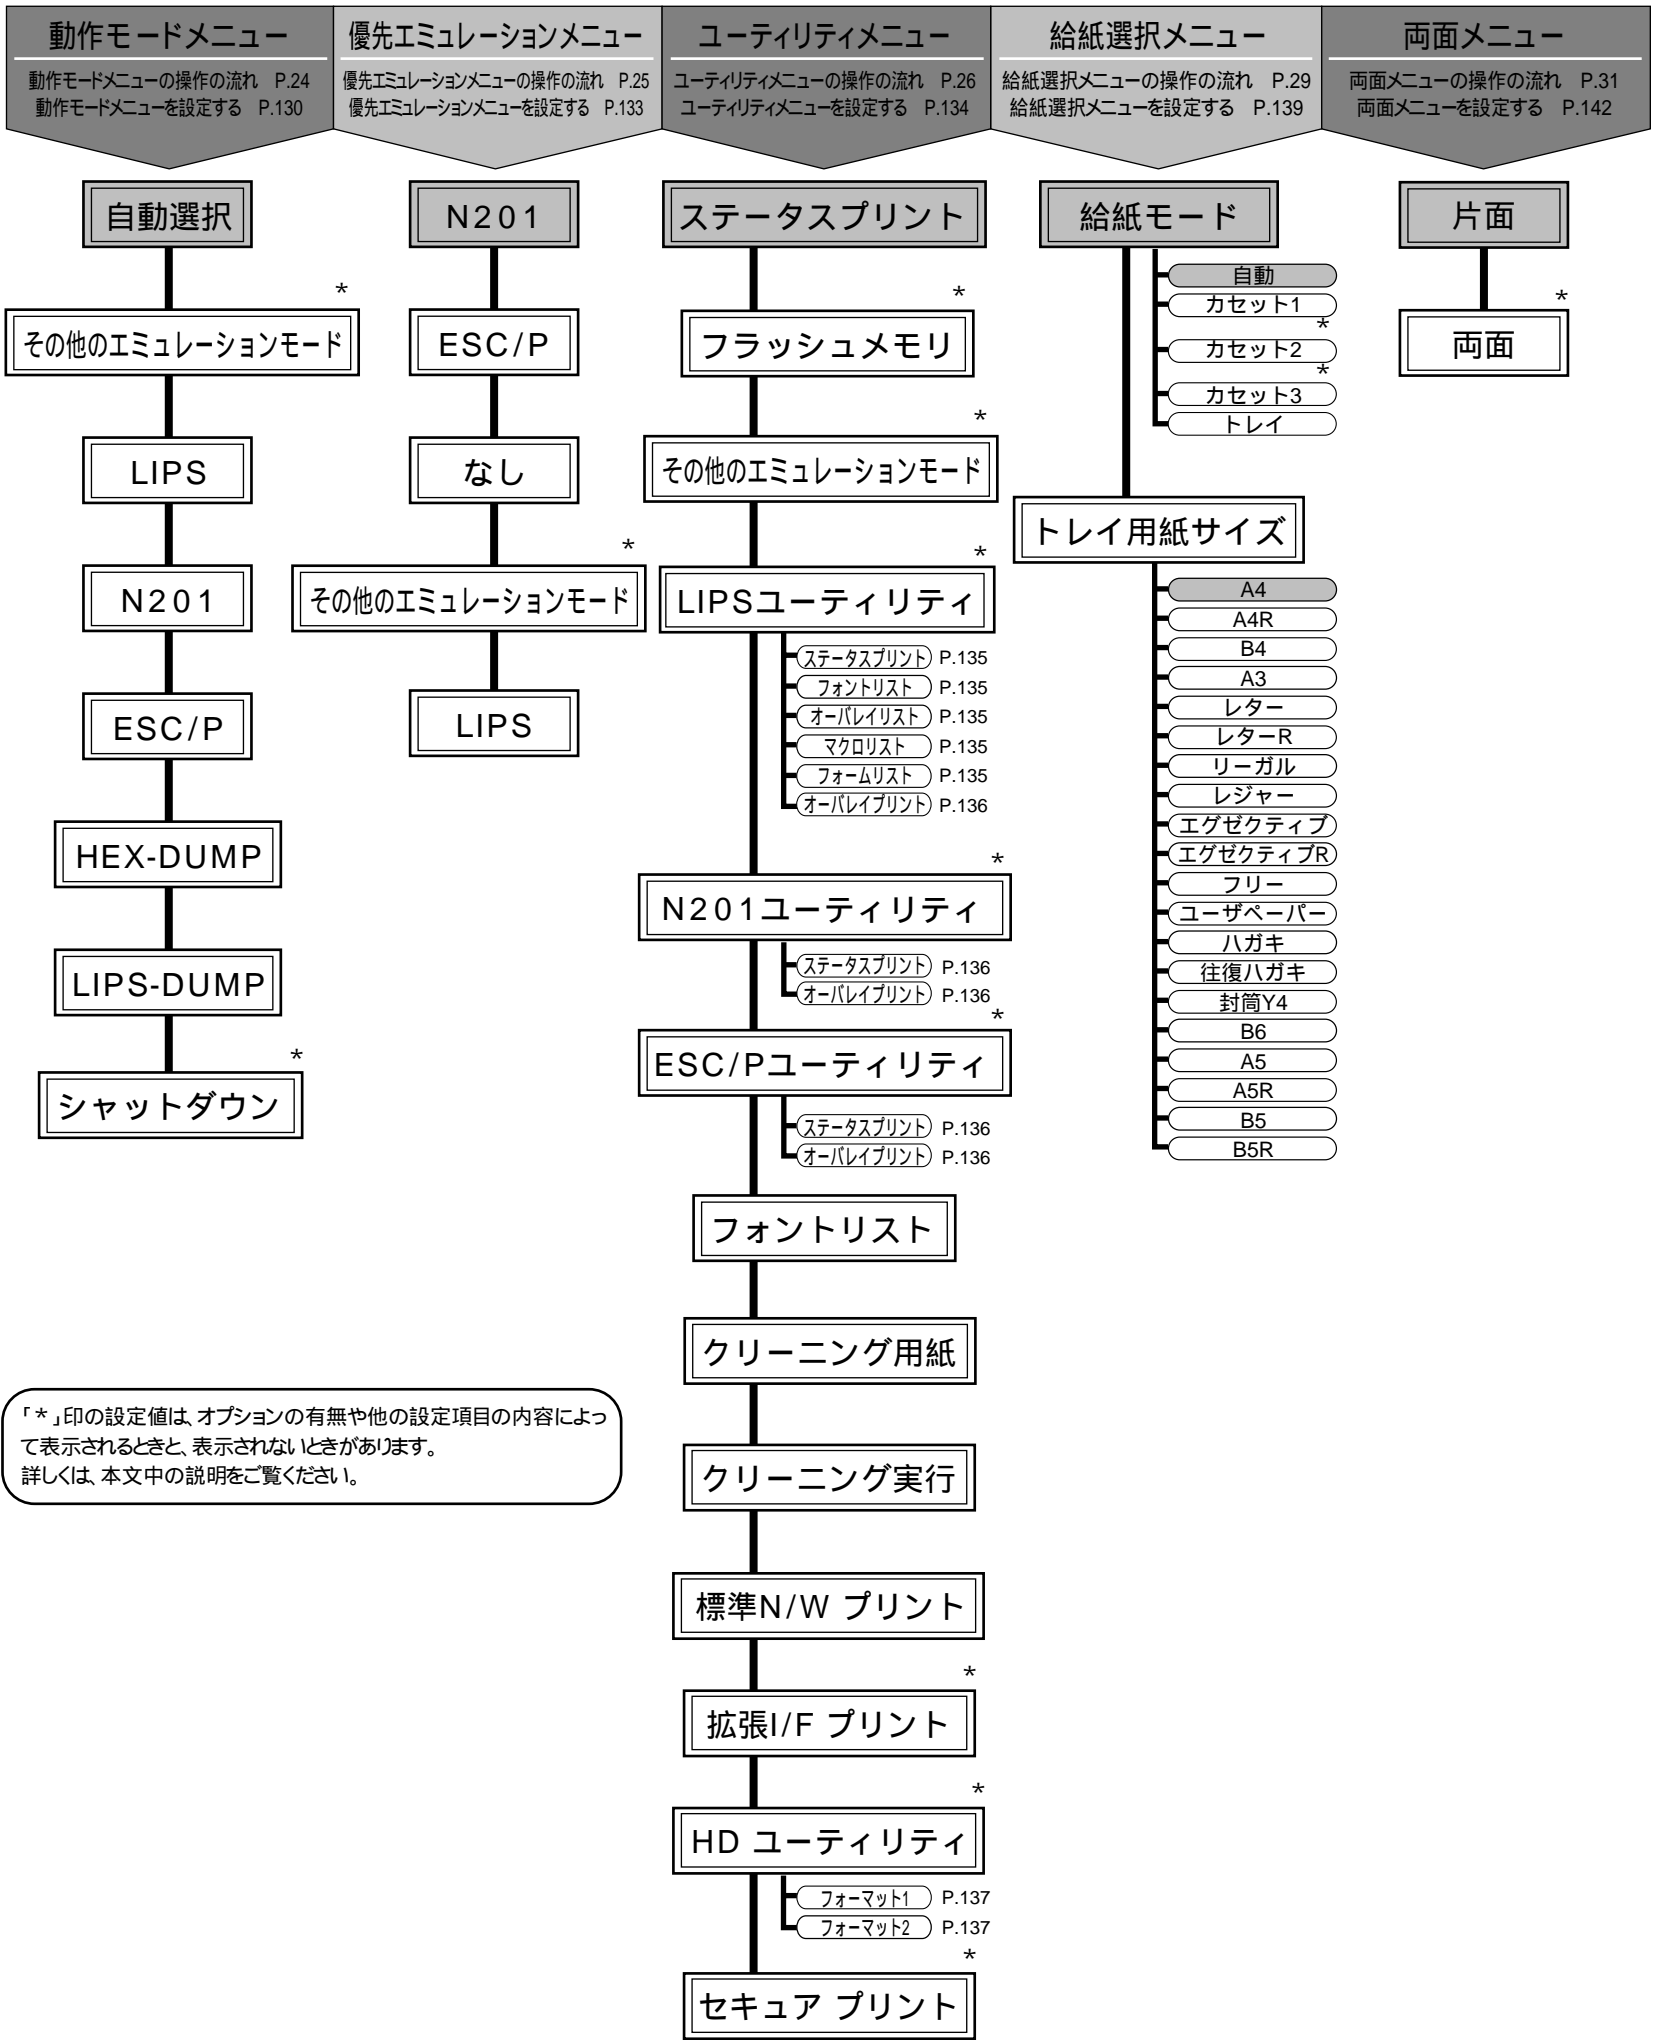 動作モードメニュー
動作モードメニューの操作の流れ P.24
動作モードメニューを設定する P.130
優先エミュレーションメニュー
優先エミュレーションメニューの操作の流れ P.25
優先エミュレーションメニューを設定する P.133
ユーティリティメニュー
ユーティリティメニューの操作の流れ P.26
ユーティリティメニューを設定する P.134
給紙選択メニュー
給紙選択メニューの操作の流れ P.29
給紙選択メニューを設定する P.139
両面メニュー
両面メニューの操作の流れ P.31
両面メニューを設定する P.142
自動選択
*
その他のエミュレーションモード
LIPS
N201
ESC/P
HEX-DUMP
LIPS-DUMP
*
シャットダウン
N201
ESC/P
なし
*
その他のエミュレーションモード
LIPS
ステータスプリント
*
フラッシュメモリ
*
その他のエミュレーションモード
*
LIPSユーティリティ
ステータスプリント P.135
フォントリスト P.135
オーバレイリスト P.135
マクロリスト P.135
フォームリスト P.135
オーバレイプリント P.136
*
N201ユーティリティ
ステータスプリント P.136
オーバレイプリント P.136
*
ESC/Pユーティリティ
ステータスプリント P.136
オーバレイプリント P.136
フォントリスト
クリーニング用紙
クリーニング実行
標準N/W プリント
*
拡張I/F プリント
*
HD ユーティリティ
フォーマット1 P.137
フォーマット2 P.137
*
セキュア プリント
給紙モード
自動
カセット1
*
カセット2
*
カセット3
トレイ
トレイ用紙サイズ
A4
A4R
B4
A3
レター
レターR
リーガル
レジャー
エグゼクティブ
エグゼクティブR
フリー
ユーザペーパー
ハガキ
往復ハガキ
封筒Y4
B6
A5
A5R
B5
B5R
片面
*
両面
「*」印の設定値は、オプションの有無や他の設定項目の内容によっ
て表示されるときと、表示されないときがあります。
詳しくは、本文中の説明をご覧ください。